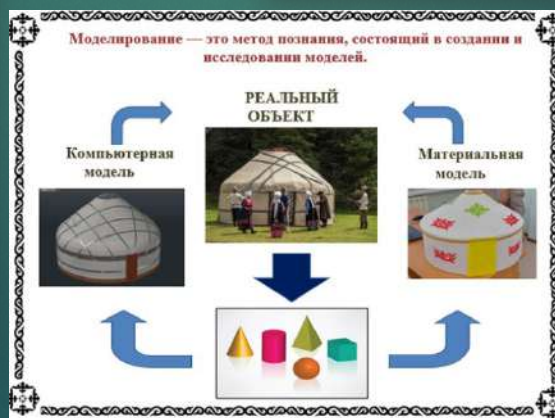 Моделирование — это метод познания, состоящий в создании и
исследовании моделей.
РЕАЛЬНЫЙ
ОБЪЕКТ
Компьютерная
модель
Материальная
модель